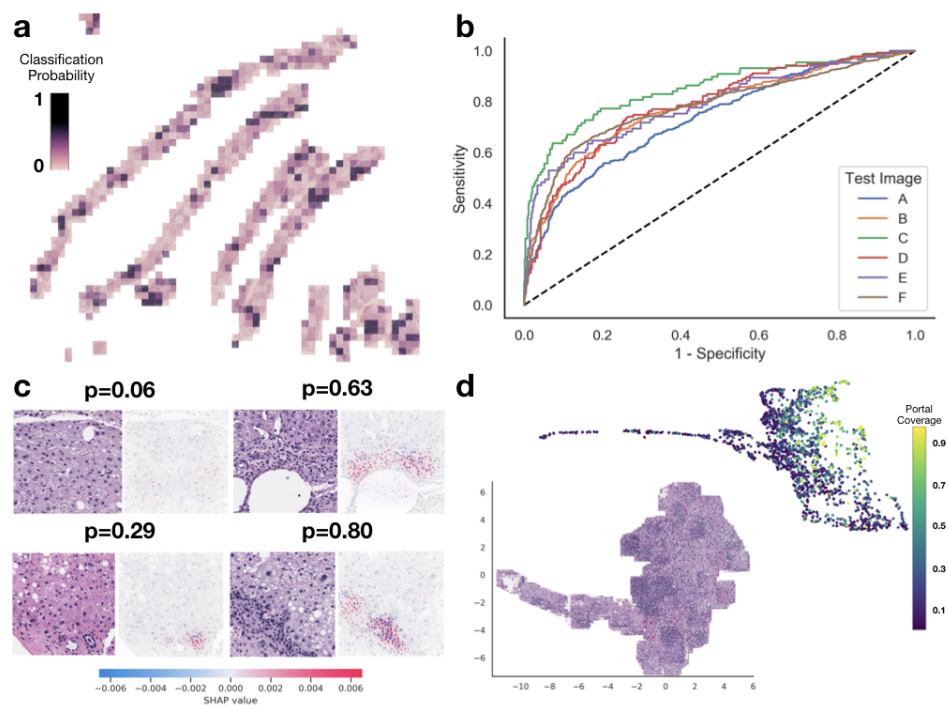 a
Classification
Probability
1
0
b
1.0
0.8
0.6
0.4
0.2
0.0
Sensitivity
0.0
0.2
0.4
0.6
0.8
1.0
1 - Specificity
Test Image
A
B
C
D
E
F
c
p=0.06
p=0.63
p=0.29
p=0.80
−0.006
−0.004
−0.002
0.000
0.002
0.004
0.006
SHAP value
d
Portal
Coverage
0.9
0.7
0.5
0.3
0.1
6
4
2
0
−2
−4
−6
−10
−8
−6
−4
−2
0
2
4
6